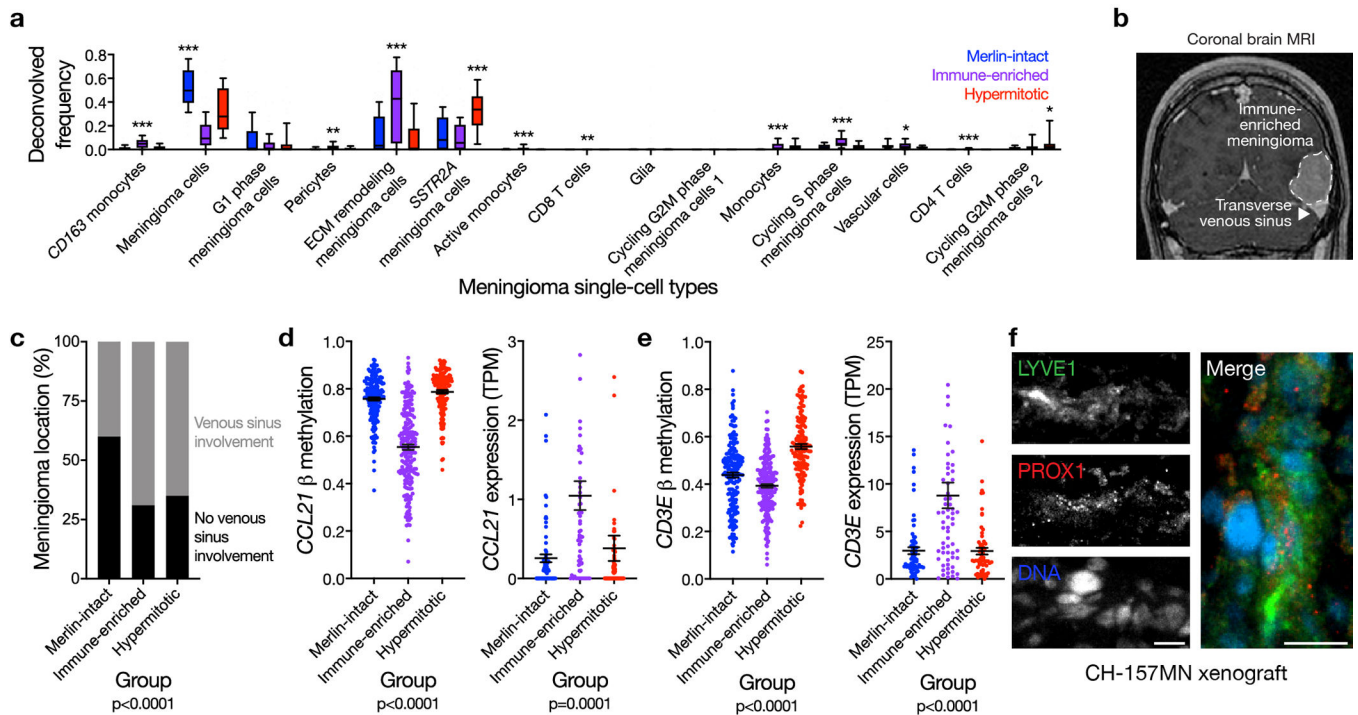 a
Deconvolved
frequency
0.8
0.6
0.4
0.2
0.0
***
***
**
***
***
***
**
***
***
*
***
*
Merlin-intact
Immune-enriched
Hypermitotic
CD163 monocytes
Meningioma cells
G1 phase
meningioma cells
Pericytes
ECM remodeling
meningioma cells
SSTR2A
meningioma cells
Active monocytes
CD8 T cells
Glia
Cycling G2M phase
meningioma cells 1
Monocytes
Cycling S phase
meningioma cells
Vascular cells
CD4 T cells
Cycling G2M phase
meningioma cells 2
Meningioma single-cell types
b
Coronal brain MRI
Immune-
enriched
meningioma
Transverse
venous sinus
c
Meningioma location (%)
100
75
50
25
0
Venous sinus
involvement
No venous
sinus
involvement
Merlin-intact
Immune-enriched
Hypermitotic
Group
p<0.0001
d
CCL21 β methylation
1.0
0.8
0.6
0.4
0.2
0.0
Merlin-intact
Immune-enriched
Hypermitotic
Group
p<0.0001
CCL21 expression (TPM)
3
2
1
0
Merlin-intact
Immune-enriched
Hypermitotic
Group
p=0.0001
e
CD3E β methylation
1.0
0.8
0.6
0.4
0.2
0.0
Merlin-intact
Immune-enriched
Hypermitotic
Group
p<0.0001
CD3E expression (TPM)
25
20
15
10
5
0
Merlin-intact
Immune-enriched
Hypermitotic
Group
p<0.0001
f
LYVE1
PROX1
DNA
Merge
CH-157MN xenograft